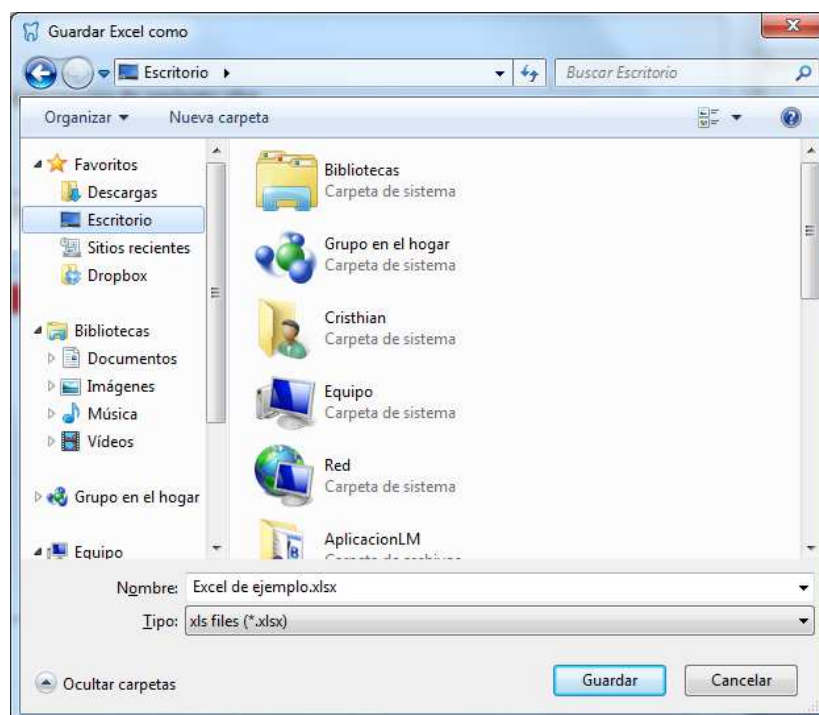 Guardar Excel como
Escritorio
Buscar Escritorio
Organizar
Nueva carpeta
Favoritos
Descargas
Escritorio
Sitios recientes
Dropbox
Bibliotecas
Documentos
Imágenes
Música
Vídeos
Grupo en el hogar
Equipo
Bibliotecas
Carpeta de sistema
Grupo en el hogar
Carpeta de sistema
Cristhian
Carpeta de sistema
Equipo
Carpeta de sistema
Red
Carpeta de sistema
AplicacionLM
Carpeta de archivos
Nombre: Excel de ejemplo.xlsx
Tipo: xls files (*.xlsx)
Ocultar carpetas
Guardar
Cancelar